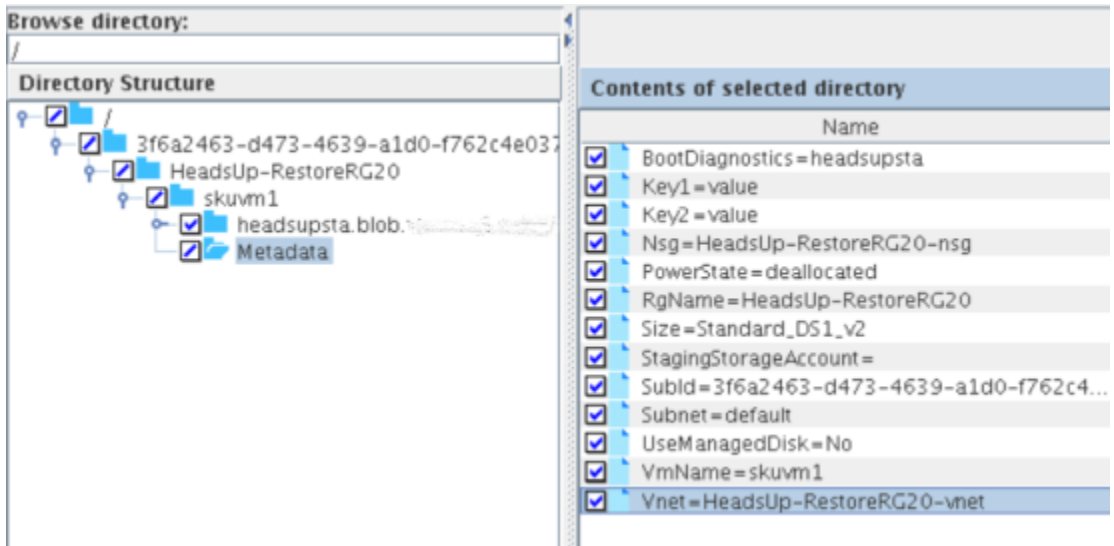 Browse directory:
/
Directory Structure
/
3f6a2463-d473-4639-a1d0-f762c4e037
HeadsUp-RestoreRG20
skuvm1
headsupsta.blob.
Metadata
Contents of selected directory
Name
BootDiagnostics=headsupsta
Key1=value
Key2=value
Nsg=HeadsUp-RestoreRG20-nsg
PowerState=deallocated
RgName=HeadsUp-RestoreRG20
Size=Standard_DS1_v2
StagingStorageAccount=
SubId=3f6a2463-d473-4639-a1d0-f762c4...
Subnet=default
UseManagedDisk=No
VmName=skuvm1
Vnet=HeadsUp-RestoreRG20-vnet